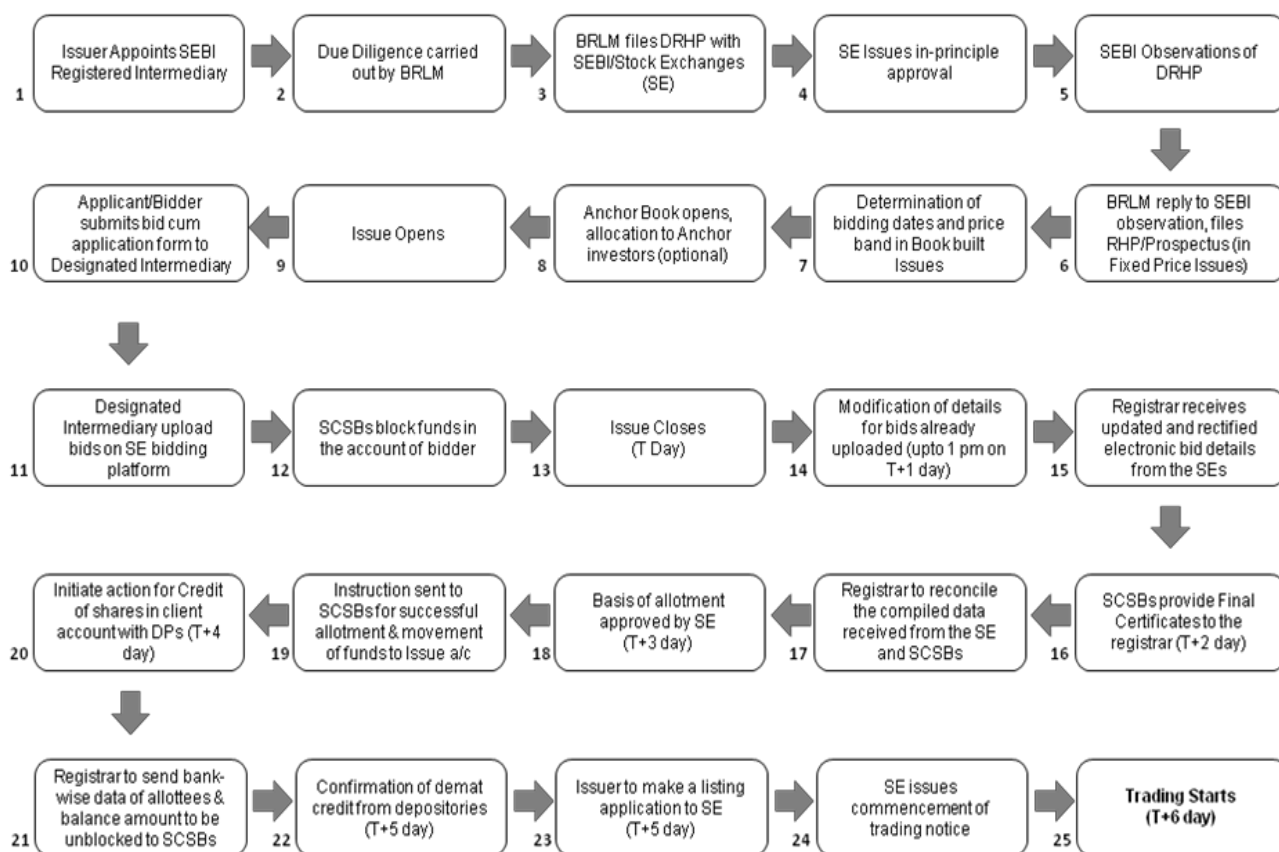 Issuer Appoints SEBI
Registered Intermediary
1
Due Diligence carried
out by BRLM
2
BRLM files DRHP with
SEBI/Stock Exchanges
(SE)
3
SE Issues in-principle
approval
4
SEBI Observations of
DRHP
5
BRLM reply to SEBI
observation, files
RHP/Prospectus (in
Fixed Price Issues)
6
Determination of
bidding dates and price
band in Book built
Issues
7
Anchor Book opens,
allocation to Anchor
investors (optional)
8
Issue Opens
9
Applicant/Bidder
submits bid cum
application form to
Designated Intermediary
10
Designated
Intermediary upload
bids on SE bidding
platform
11
SCSBs block funds in
the account of bidder
12
Issue Closes
(T Day)
13
Modification of details
for bids already
uploaded (upto 1 pm on
T+1 day)
14
Registrar receives
updated and rectified
electronic bid details
from the SEs
15
SCSBs provide Final
Certificates to the
registrar (T+2 day)
16
Registrar to reconcile
the compiled data
received from the SE
and SCSBs
17
Basis of allotment
approved by SE
(T+3 day)
18
Instruction sent to
SCSBs for successful
allotment & movement
of funds to Issue a/c
19
Initiate action for Credit
of shares in client
account with DPs (T+4
day)
20
Registrar to send bank-
wise data of allottees &
balance amount to be
unblocked to SCSBs
21
Confirmation of demat
credit from depositories
(T+5 day)
22
Issuer to make a listing
application to SE
(T+5 day)
23
SE issues
commencement of
trading notice
24
Trading Starts
(T+6 day)
25